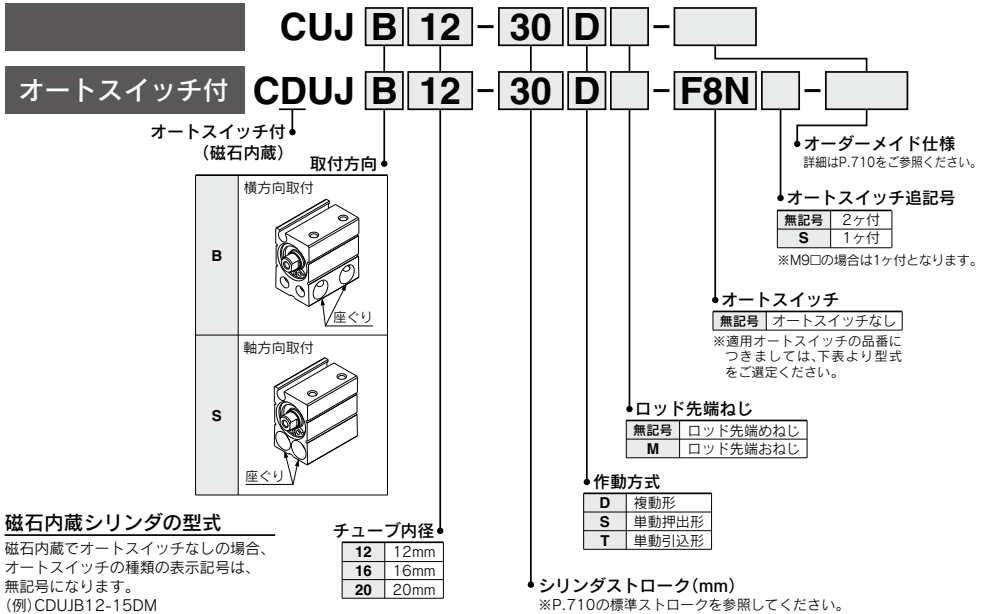 CUJ B 12 - 30 D -
オートスイッチ付 CDUJ B 12 - 30 D - F8N -
オートスイッチ付
(磁石内蔵)
取付方向
B 横方向取付
座ぐり
S 軸方向取付
座ぐり
磁石内蔵シリンダの型式
磁石内蔵でオートスイッチなしの場合、
オートスイッチの種類の表示記号は、
無記号になります。
(例)CDUJB12-15DM
チューブ内径
12 12mm
16 16mm
20 20mm
シリンダストローク(mm)
※P.710の標準ストロークを参照してください。
作動方式
D 複動形
S 単動押出形
T 単動引込形
ロッド先端ねじ
無記号 ロッド先端めねじ
M ロッド先端おねじ
オートスイッチ
無記号 オートスイッチなし
※適用オートスイッチの品番に
つきましては、下表より型式
をご選定ください。
オートスイッチ追記号
無記号 2ヶ付
S 1ヶ付
※M9□の場合は1ヶ付となります。
オーダーメイド仕様
詳細はP.710をご参照ください。